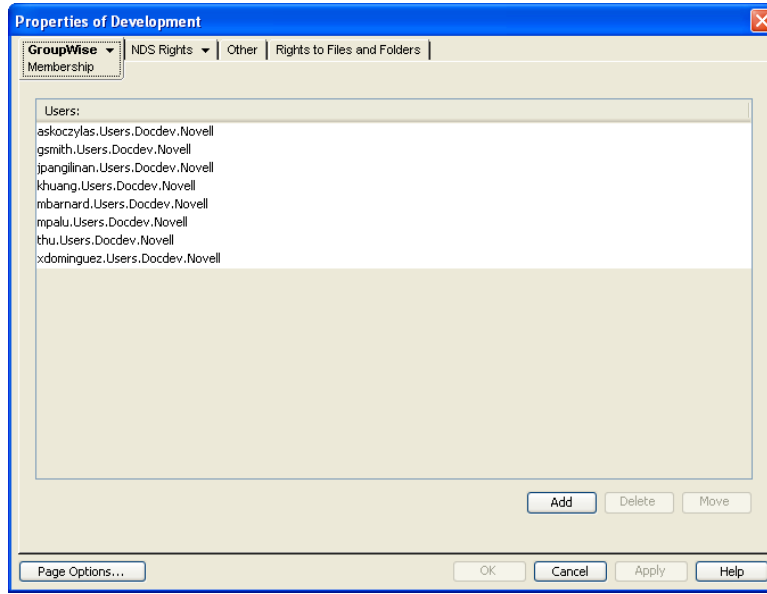 Properties of Development
GroupWise NDS Rights Other Rights to Files and Folders
Membership
Users:
askoczylas.Users.Docdev.Novell
gsmith.Users.Docdev.Novell
jpangilinan.Users.Docdev.Novell
khuang.Users.Docdev.Novell
mbarnard.Users.Docdev.Novell
mpalu.Users.Docdev.Novell
thu.Users.Docdev.Novell
xdominguez.Users.Docdev.Novell
Add Delete Move
Page Options... OK Cancel Apply Help